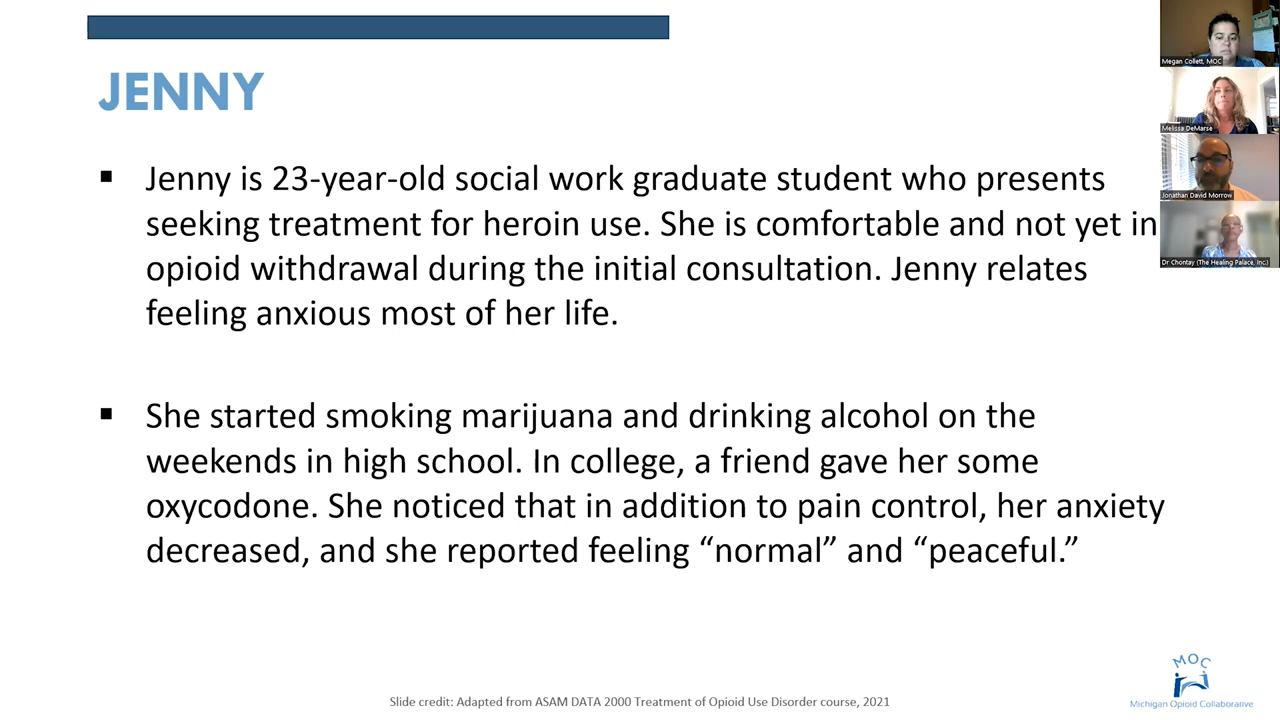 JENNY
▪ Jenny is 23-year-old social work graduate student who presents
seeking treatment for heroin use. She is comfortable and not yet in
opioid withdrawal during the initial consultation. Jenny relates
feeling anxious most of her life.
▪ She started smoking marijuana and drinking alcohol on the
weekends in high school. In college, a friend gave her some
oxycodone. She noticed that in addition to pain control, her anxiety
decreased, and she reported feeling “normal” and “peaceful.”
Megan Collett, MOC
Melissa DeMarse
Jonathan David Morrow
Dr Chontay (The Healing Palace, Inc.)
Slide credit: Adapted from ASAM DATA 2000 Treatment of Opioid Use Disorder course, 2021
MOC
Michigan Opioid Collaborative